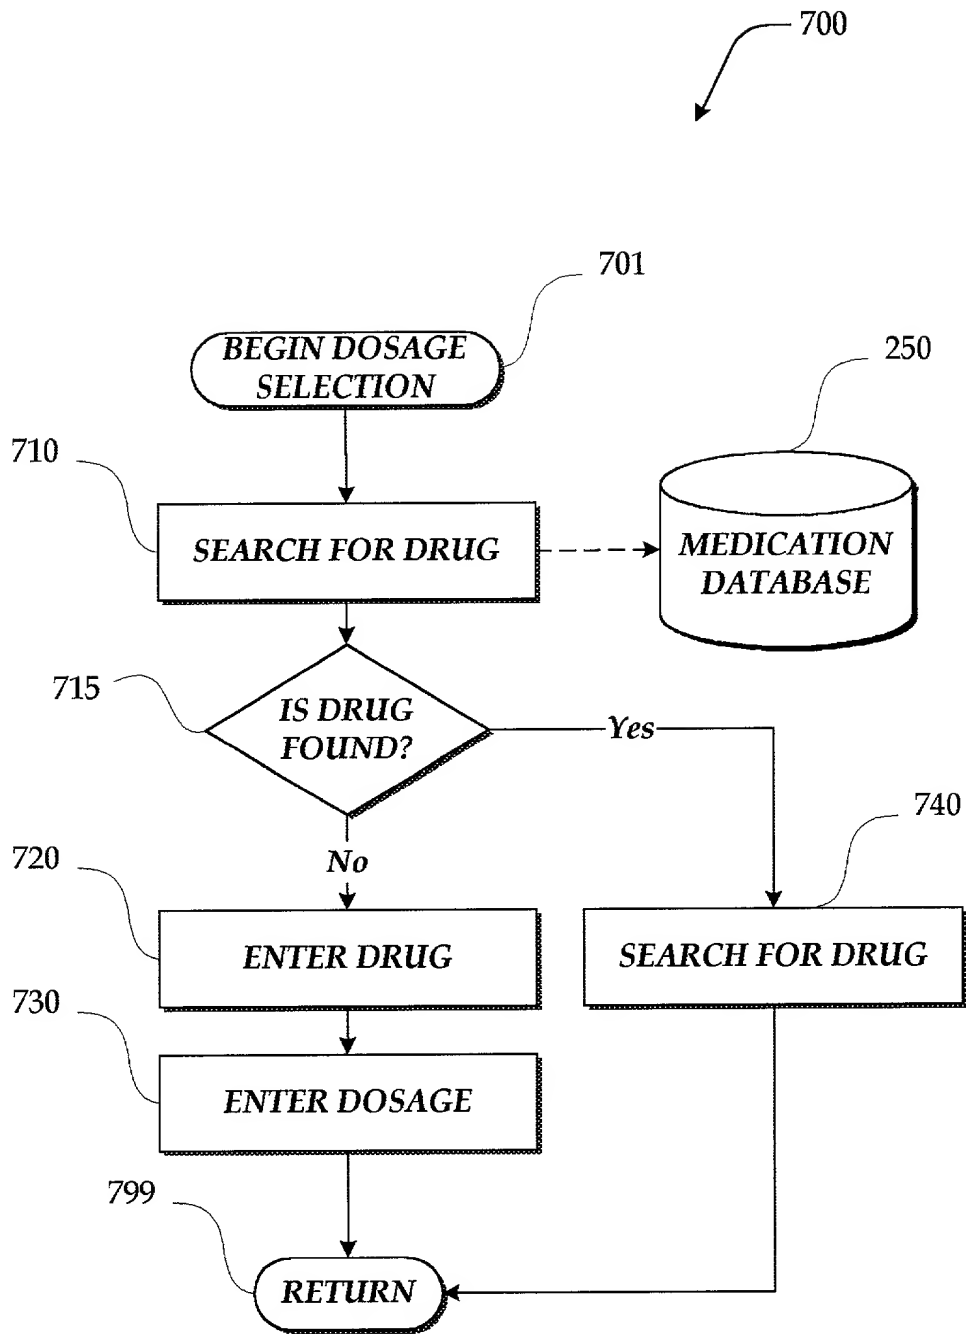 700
701
BEGIN DOSAGE
SELECTION
250
710
SEARCH FOR DRUG
MEDICATION
DATABASE
715
IS DRUG
FOUND?
Yes
740
No
720
ENTER DRUG
SEARCH FOR DRUG
730
ENTER DOSAGE
799
RETURN